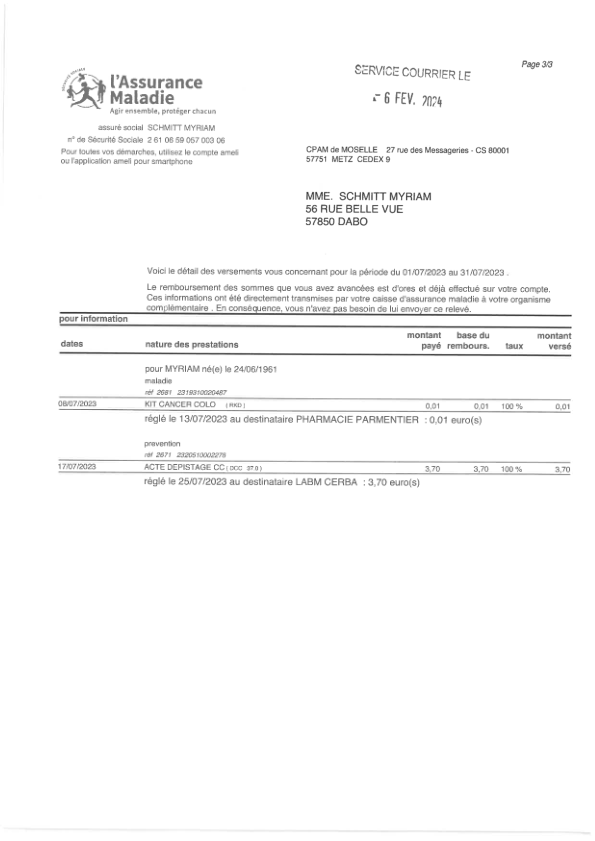 Page 3/3
SERVICE COURRIER LE
- 6 FEV. 2024
SÉCURITÉ SOCIALE
l'Assurance
Maladie
Agir ensemble, protéger chacun
assuré social SCHMITT MYRIAM
n° de Sécurité Sociale 2 61 06 59 057 003 06
Pour toutes vos démarches, utilisez le compte ameli
ou l'application ameli pour smartphone
CPAM de MOSELLE 27 rue des Messageries - CS 80001
57751 METZ CEDEX 9
MME. SCHMITT MYRIAM
56 RUE BELLE VUE
57850 DABO
Voici le détail des versements vous concernant pour la période du 01/07/2023 au 31/07/2023 .
Le remboursement des sommes que vous avez avancées est d'ores et déjà effectué sur votre compte.
Ces informations ont été directement transmises par votre caisse d'assurance maladie à votre organisme
complémentaire . En conséquence, vous n'avez pas besoin de lui envoyer ce relevé.
pour information
dates nature des prestations montant payé base du rembours. taux montant versé
pour MYRIAM né(e) le 24/06/1961
maladie
réf 2681 2319310020487
08/07/2023 KIT CANCER COLO ( RKD ) 0,01 0,01 100 % 0,01
réglé le 13/07/2023 au destinataire PHARMACIE PARMENTIER : 0,01 euro(s)
prevention
réf 2671 2320510002278
17/07/2023 ACTE DEPISTAGE CC ( DCC 37.0 ) 3,70 3,70 100 % 3,70
réglé le 25/07/2023 au destinataire LABM CERBA : 3,70 euro(s)